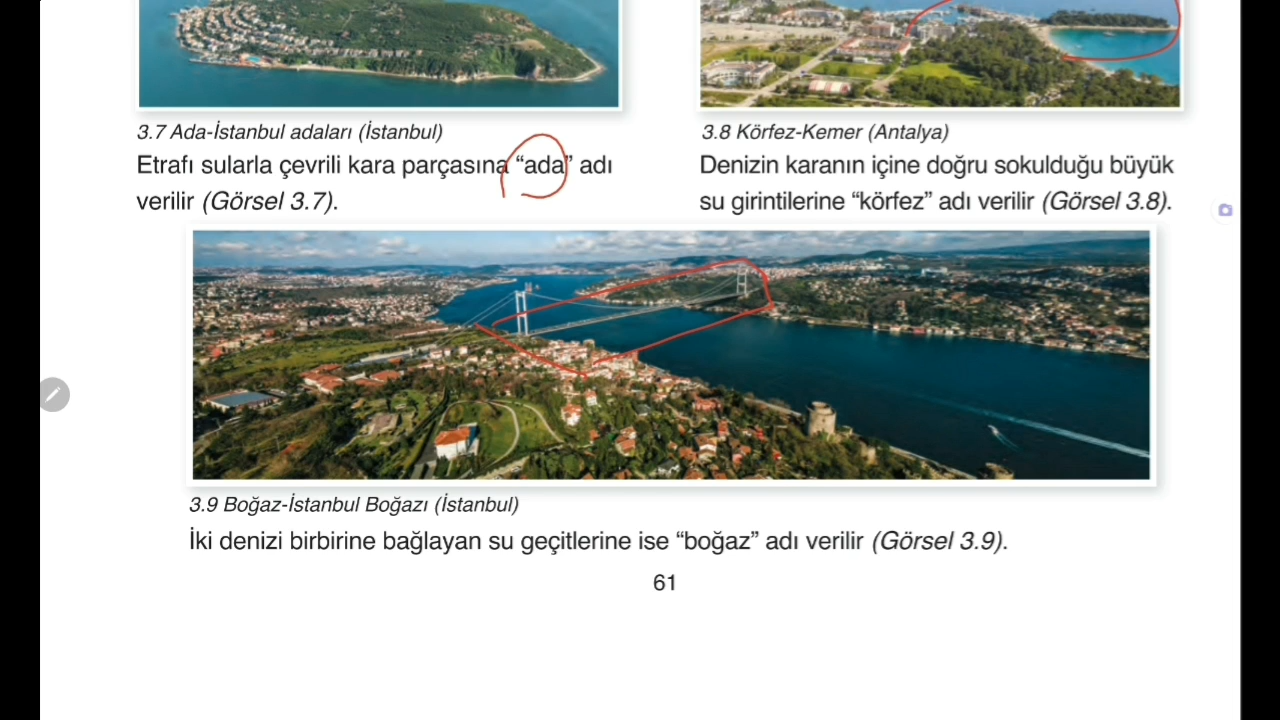 3.7 Ada-İstanbul adaları (İstanbul)
Etrafı sularla çevrili kara parçasına “ada” adı
verilir (Görsel 3.7).
3.8 Körfez-Kemer (Antalya)
Denizin karanın içine doğru sokulduğu büyük
su girintilerine “körfez” adı verilir (Görsel 3.8).
3.9 Boğaz-İstanbul Boğazı (İstanbul)
İki denizi birbirine bağlayan su geçitlerine ise “boğaz” adı verilir (Görsel 3.9).
61